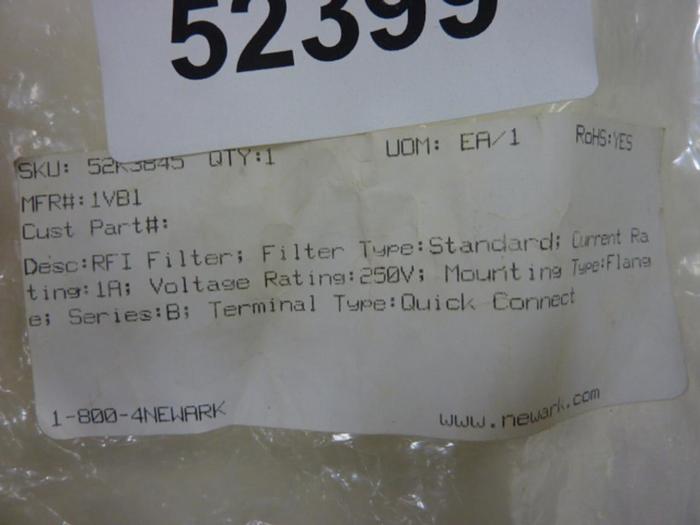 52399
SKU: 52K3845 QTY:1 UOM: EA/1 RoHS:YES
MFR#:1VB1
Cust Part#:
Desc:RFI Filter; Filter Type:Standard; Current Ra
ting:1A; Voltage Rating:250V; Mounting Type:Flang
e; Series:B; Terminal Type:Quick Connect
1-800-4NEWARK www.newark.com